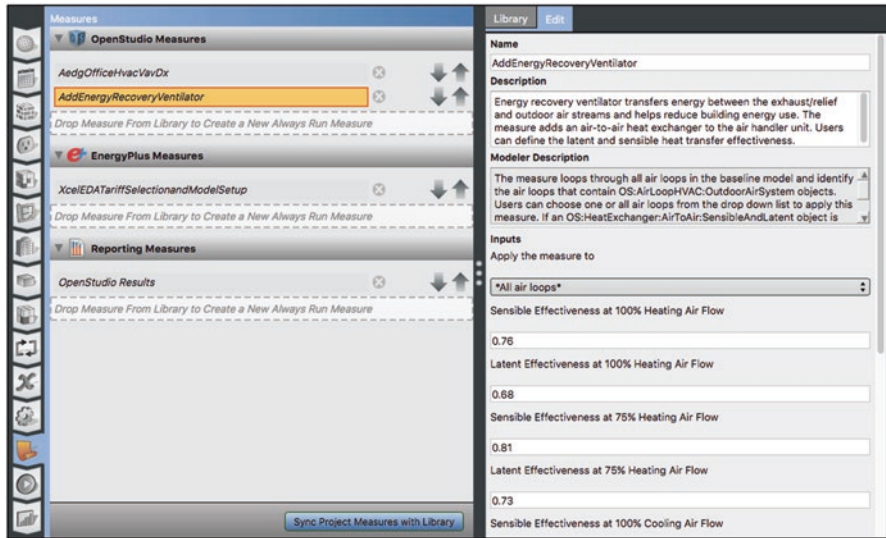 Measures
OpenStudio Measures
AedgOfficeHvacVavDx
AddEnergyRecoveryVentilator
Drop Measure From Library to Create a New Always Run Measure
EnergyPlus Measures
XcelEDATariffSelectionandModelSetup
Drop Measure From Library to Create a New Always Run Measure
Reporting Measures
OpenStudio Results
Drop Measure From Library to Create a New Always Run Measure
Sync Project Measures with Library
Library Edit
Name
AddEnergyRecoveryVentilator
Description
Energy recovery ventilator transfers energy between the exhaust/relief
and outdoor air streams and helps reduce building energy use. The
measure adds an air-to-air heat exchanger to the air handler unit. Users
can define the latent and sensible heat transfer effectiveness.
Modeler Description
The measure loops through all air loops in the baseline model and identify
the air loops that contain OS:AirLoopHVAC:OutdoorAirSystem objects.
Users can choose one or all air loops from the drop down list to apply this
measure. If an OS:HeatExchanger:AirToAir:SensibleAndLatent object is
Inputs
Apply the measure to
*All air loops*
Sensible Effectiveness at 100% Heating Air Flow
0.76
Latent Effectiveness at 100% Heating Air Flow
0.68
Sensible Effectiveness at 75% Heating Air Flow
0.81
Latent Effectiveness at 75% Heating Air Flow
0.73
Sensible Effectiveness at 100% Cooling Air Flow